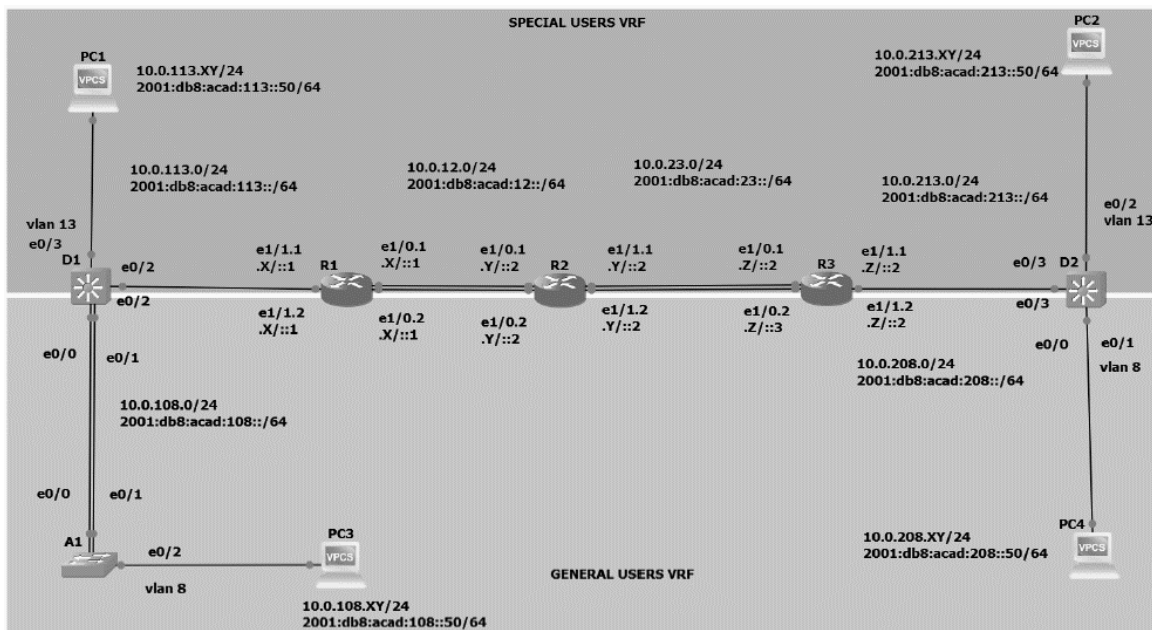 SPECIAL USERS VRF
PC1
VPCS
10.0.113.XY/24
2001:db8:acad:113::50/64
PC2
VPCS
10.0.213.XY/24
2001:db8:acad:213::50/64
10.0.113.0/24
2001:db8:acad:113::/64
10.0.12.0/24
2001:db8:acad:12::/64
10.0.23.0/24
2001:db8:acad:23::/64
10.0.213.0/24
2001:db8:acad:213::/64
vlan 13
e0/3
D1
e0/2
e0/2
e1/1.1
.X/::1
R1
e1/0.1
.X/::1
e1/0.1
.Y/::2
R2
e1/1.1
.Y/::2
e1/0.1
.Z/::2
R3
e1/1.1
.Z/::2
e0/2
vlan 13
e0/3
D2
e0/3
e1/1.2
.X/::1
e1/0.2
.X/::1
e1/0.2
.Y/::2
e1/1.2
.Y/::2
e1/0.2
.Z/::3
e1/1.2
.Z/::2
e0/0
e0/1
vlan 8
e0/0
e0/1
10.0.108.0/24
2001:db8:acad:108::/64
10.0.208.0/24
2001:db8:acad:208::/64
e0/0
e0/1
A1
e0/2
vlan 8
PC3
VPCS
10.0.108.XY/24
2001:db8:acad:108::50/64
GENERAL USERS VRF
PC4
VPCS
10.0.208.XY/24
2001:db8:acad:208::50/64